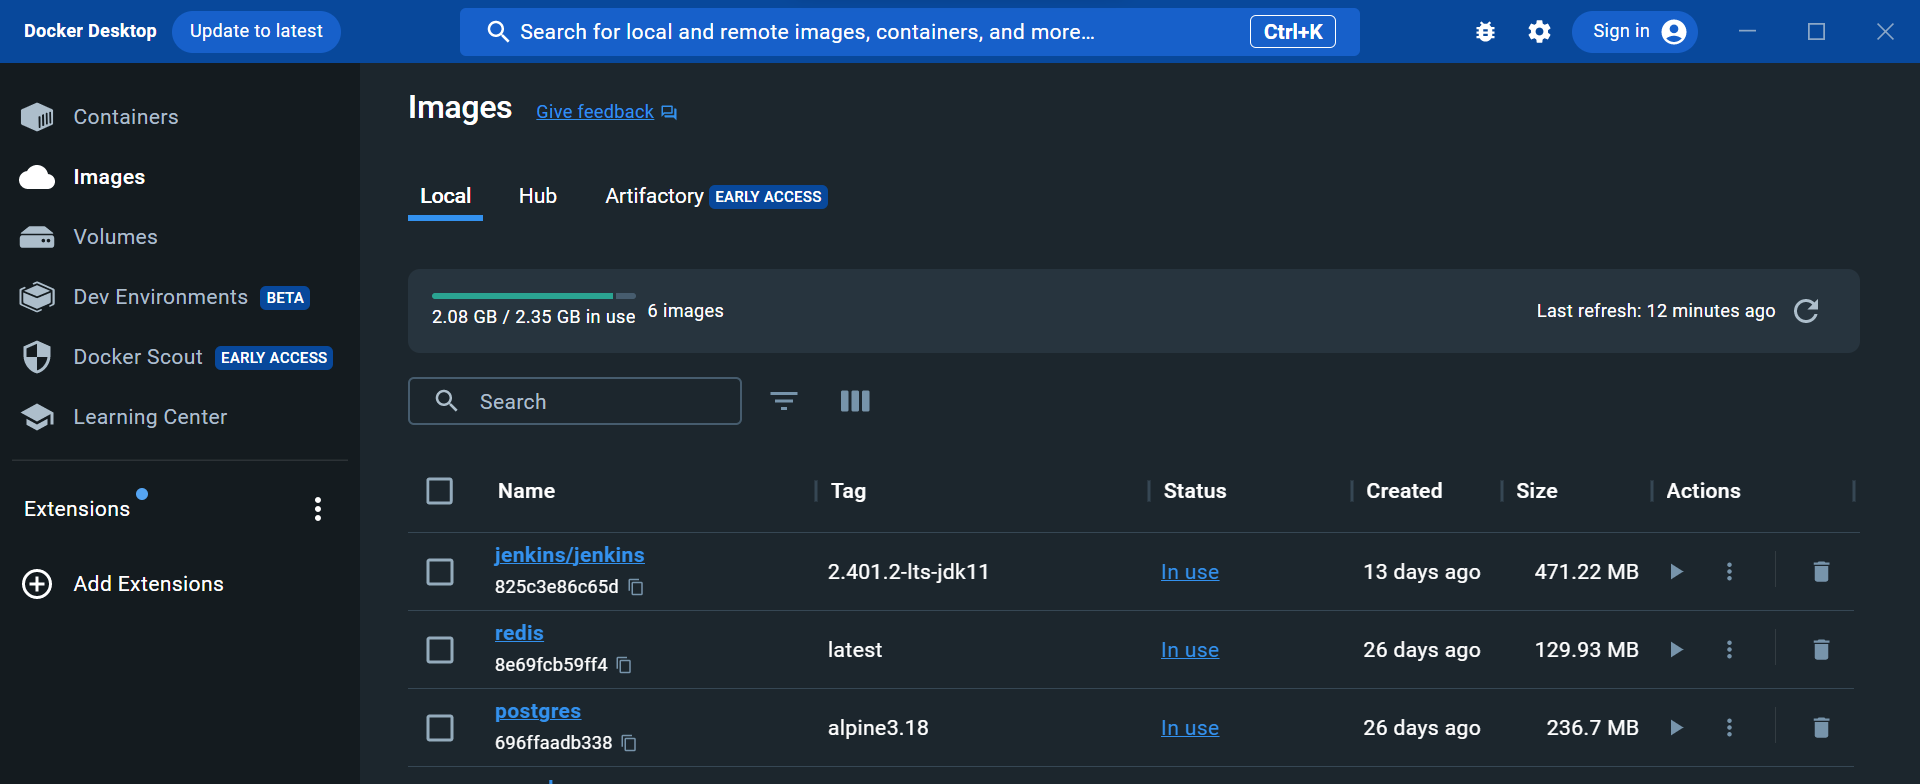 Docker Desktop
Update to latest
Search for local and remote images, containers, and more...
Ctrl+K
Sign in
Containers
Images
Volumes
Dev Environments BETA
Docker Scout EARLY ACCESS
Learning Center
Extensions
Add Extensions
Images Give feedback
Local Hub Artifactory EARLY ACCESS
2.08 GB / 2.35 GB in use 6 images
Last refresh: 12 minutes ago
Search
Name Tag Status Created Size Actions
jenkins/jenkins
825c3e86c65d
2.401.2-lts-jdk11 In use 13 days ago 471.22 MB
redis
8e69fcb59ff4
latest In use 26 days ago 129.93 MB
postgres
696ffaadb338
alpine3.18 In use 26 days ago 236.7 MB